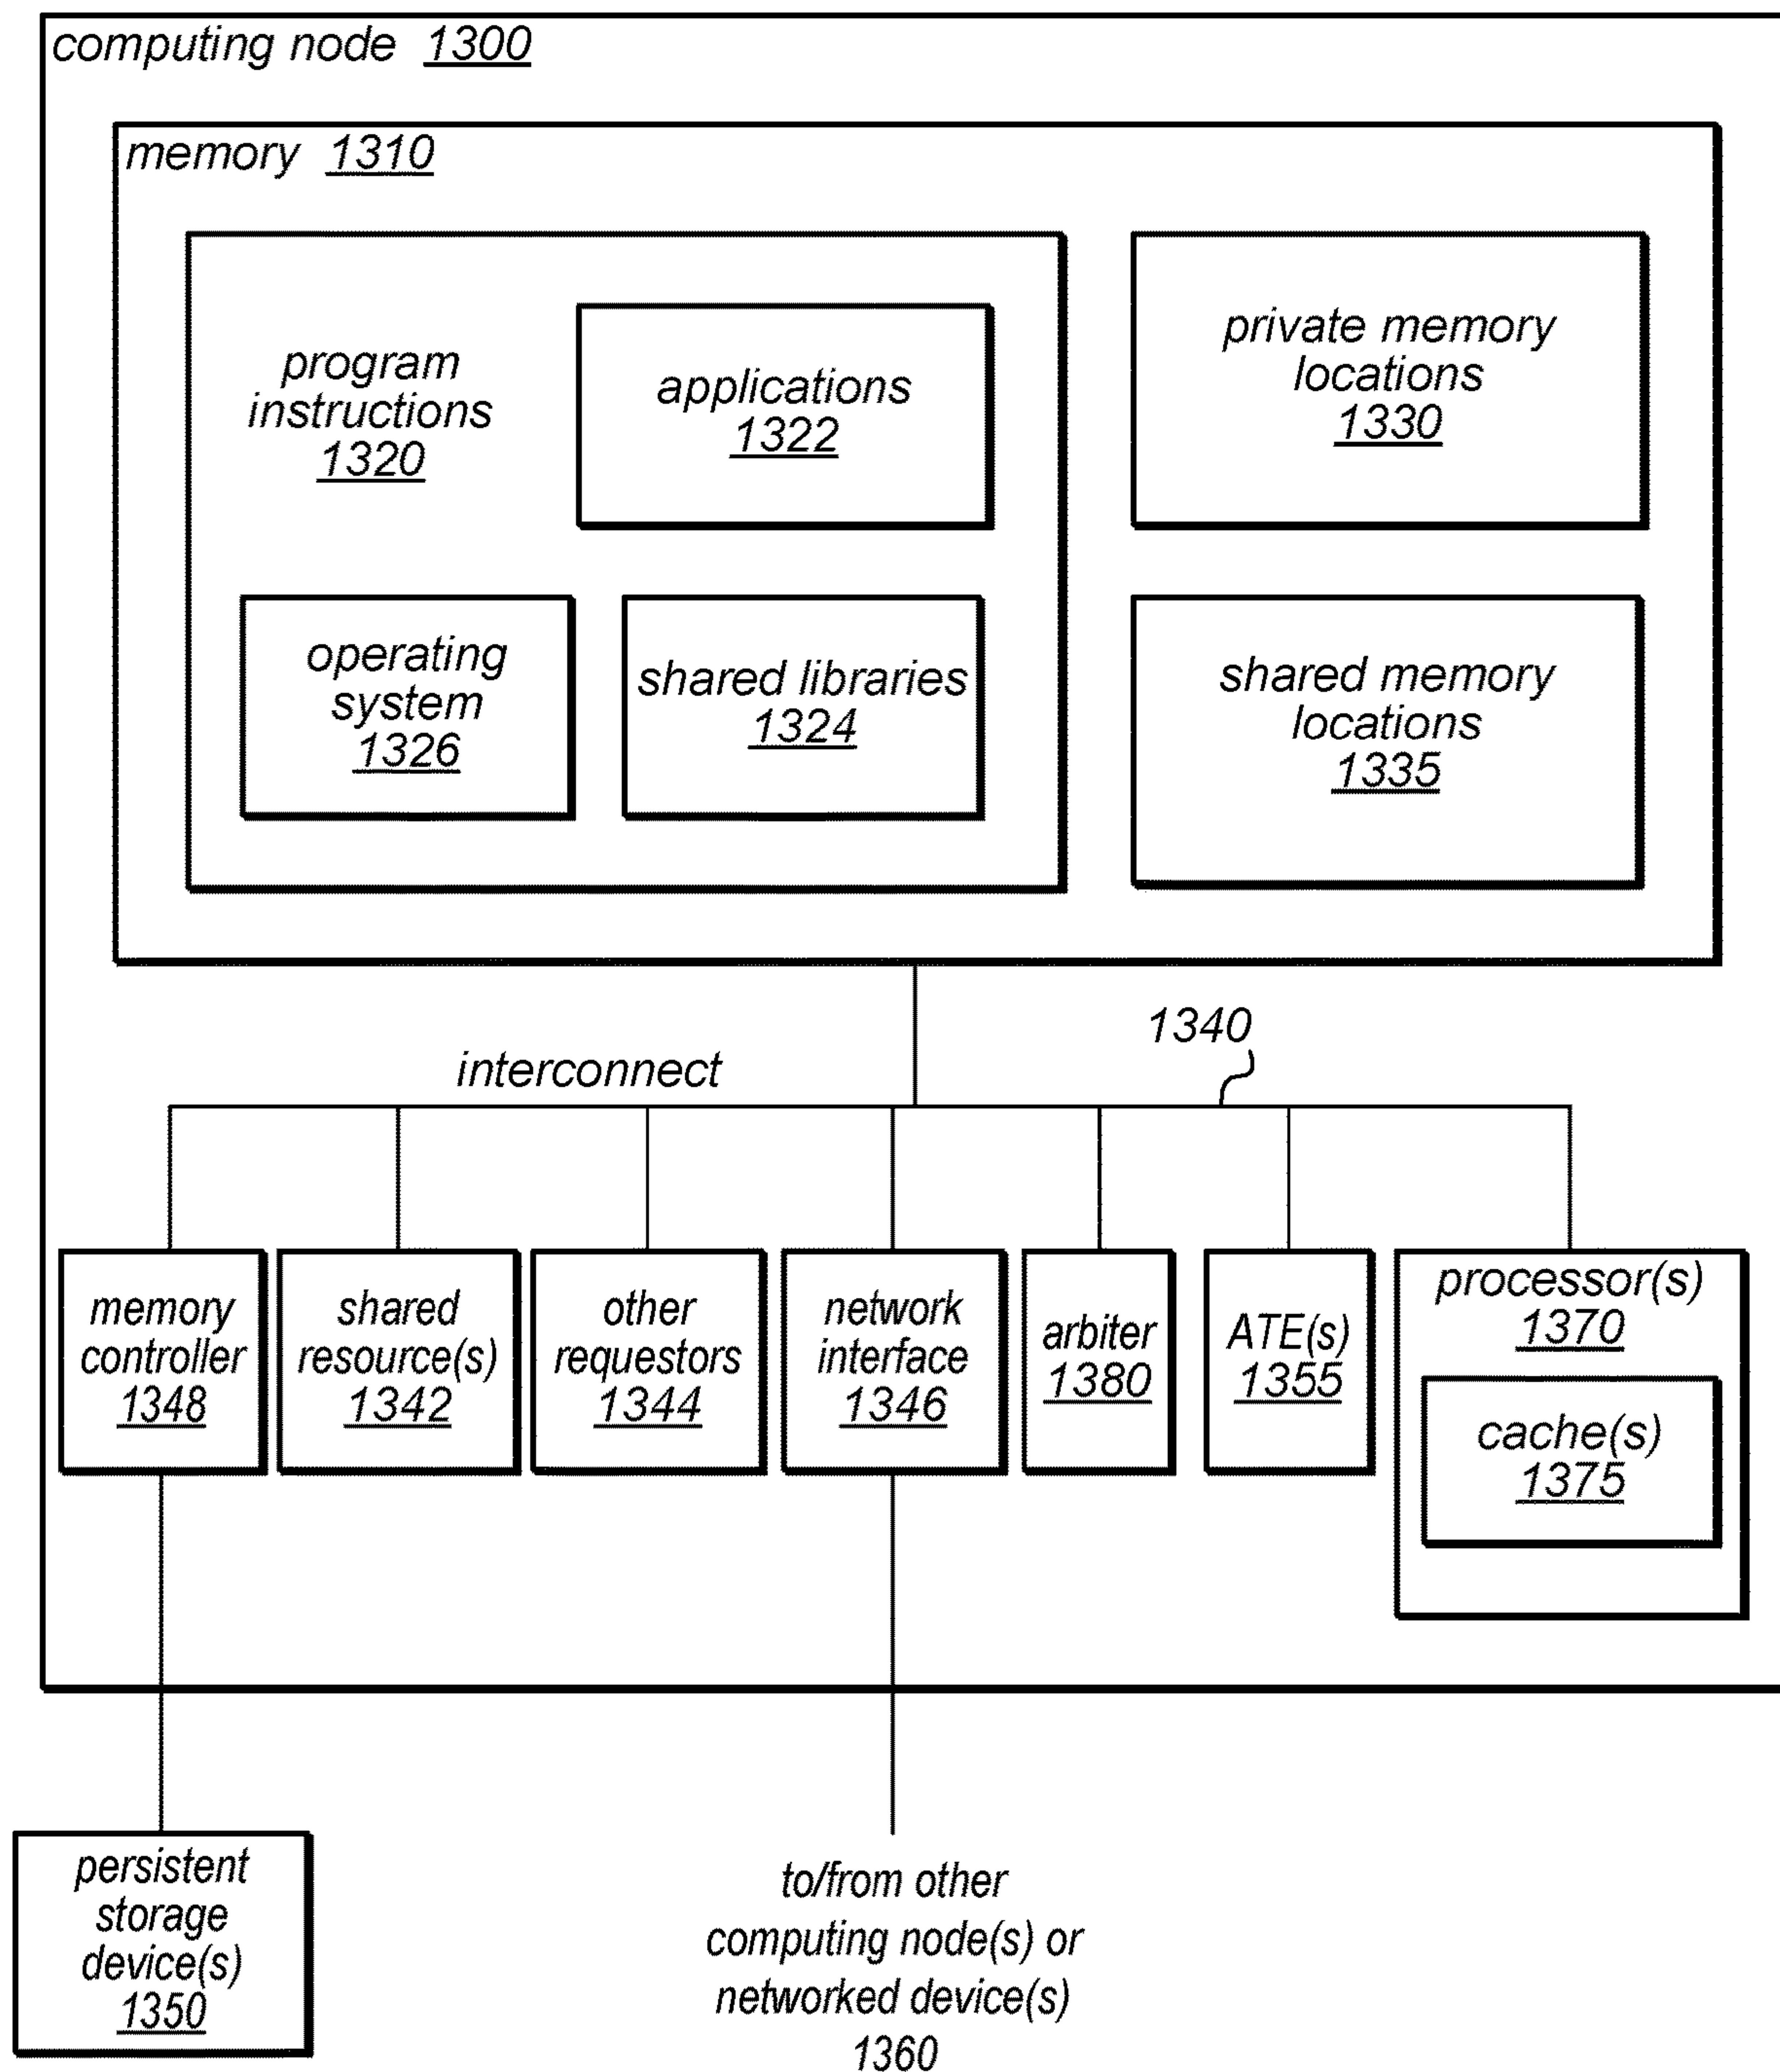 computing node 1300
memory 1310
program
instructions
1320
applications
1322
private memory
locations
1330
operating
system
1326
shared libraries
1324
shared memory
locations
1335
interconnect
1340
memory
controller
1348
shared
resource(s)
1342
other
requestors
1344
network
interface
1346
arbiter
1380
ATE(s)
1355
processor(s)
1370
cache(s)
1375
persistent
storage
device(s)
1350
to/from other
computing node(s) or
networked device(s)
1360